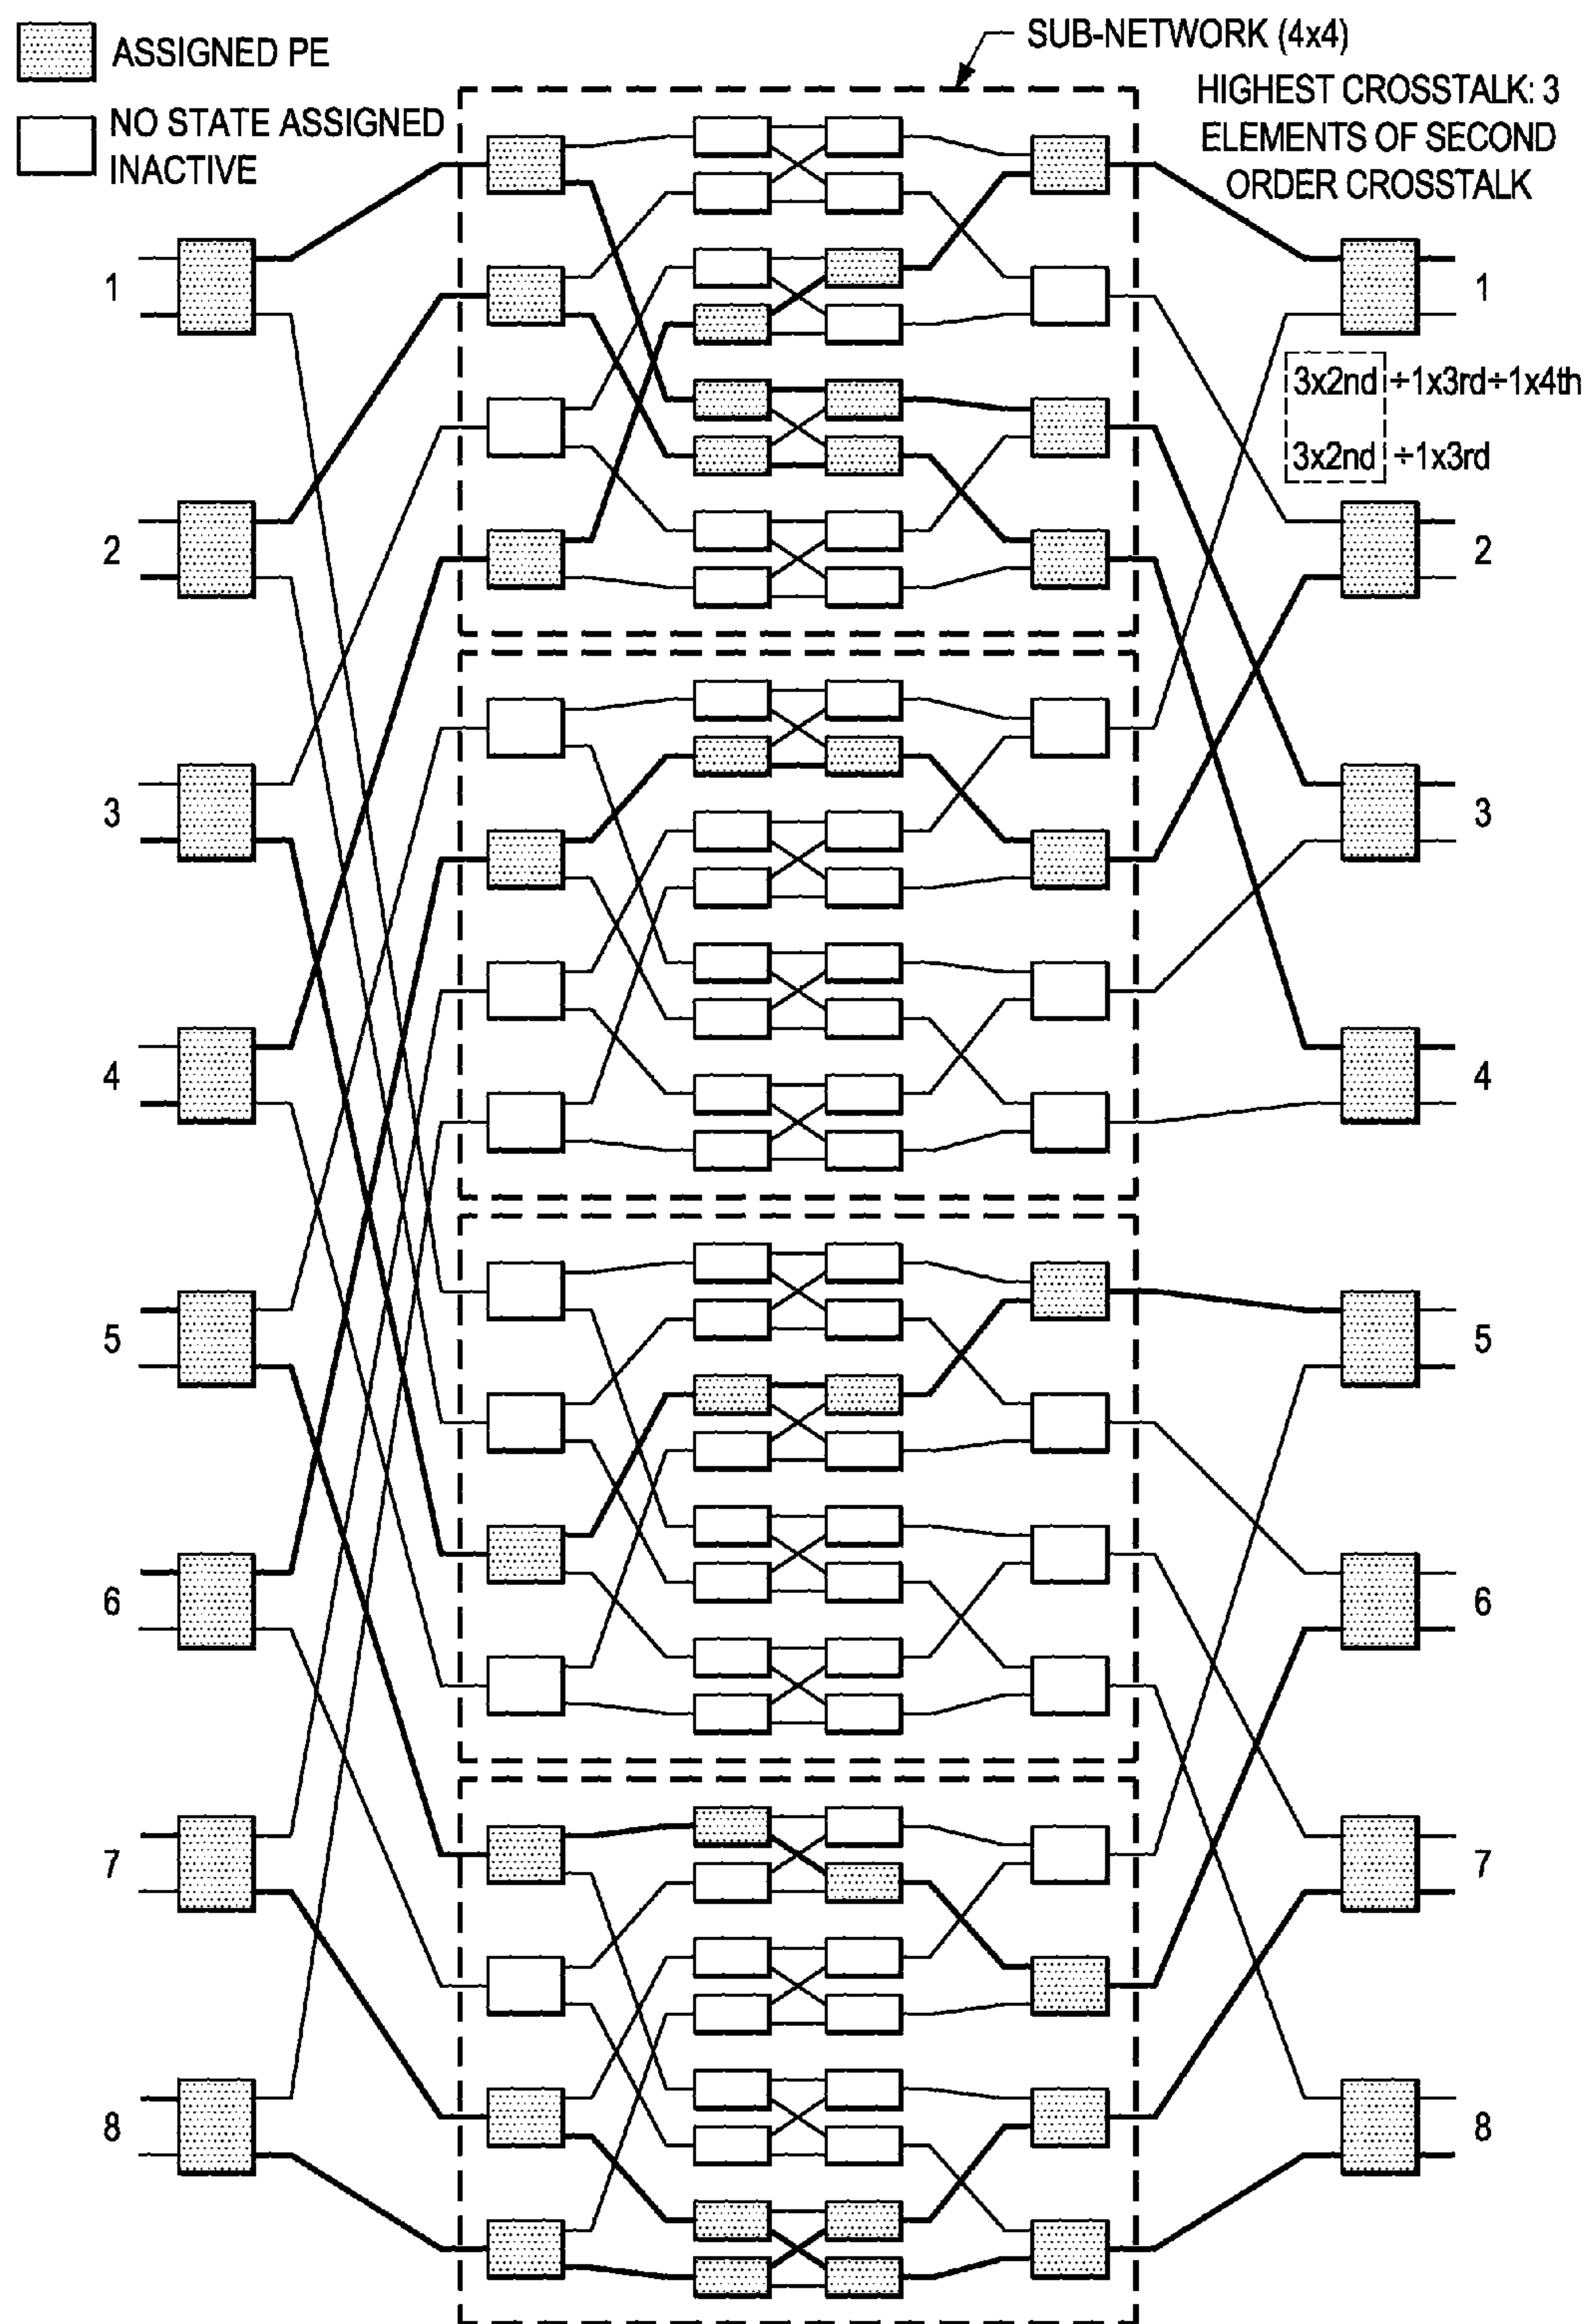 ASSIGNED PE
NO STATE ASSIGNED
INACTIVE
SUB-NETWORK (4x4)
HIGHEST CROSSTALK: 3
ELEMENTS OF SECOND
ORDER CROSSTALK
1
2
3
4
5
6
7
8
1
3x2nd÷1x3rd÷1x4th
3x2nd ÷1x3rd
2
3
4
5
6
7
8